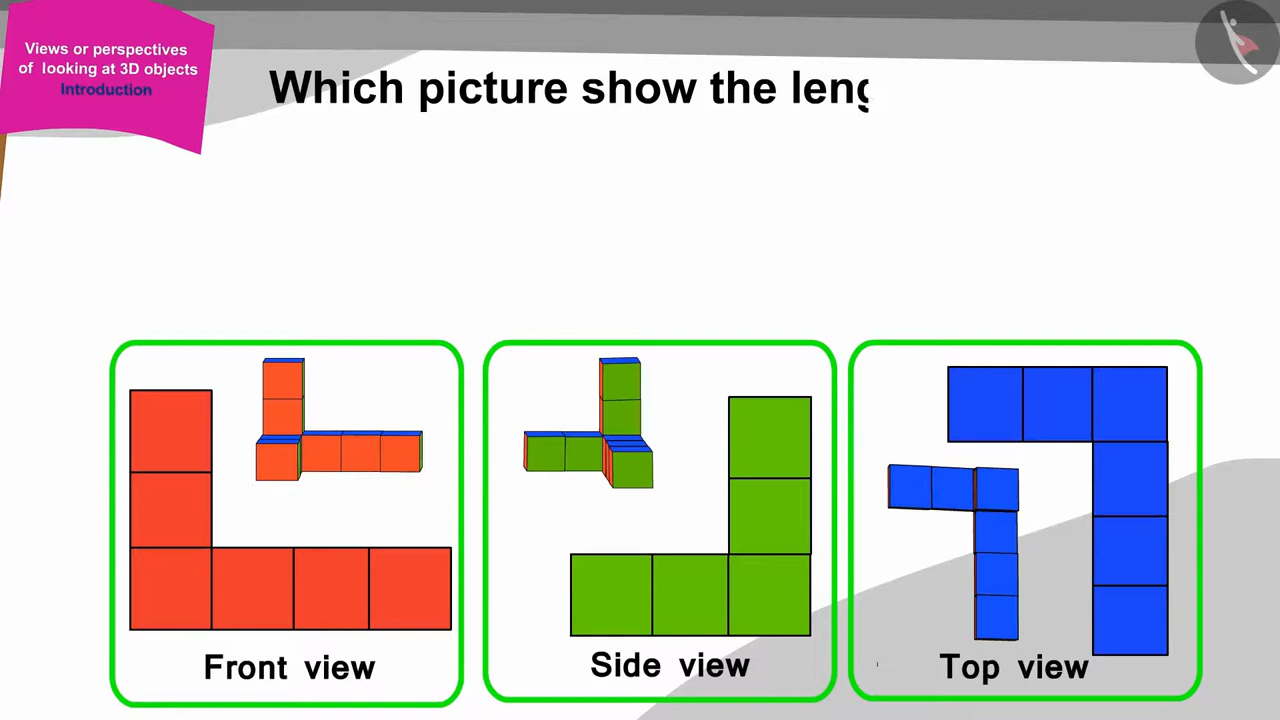 Views or perspectives
of looking at 3D objects
Introduction
Which picture show the
Front view
Side view
Top view